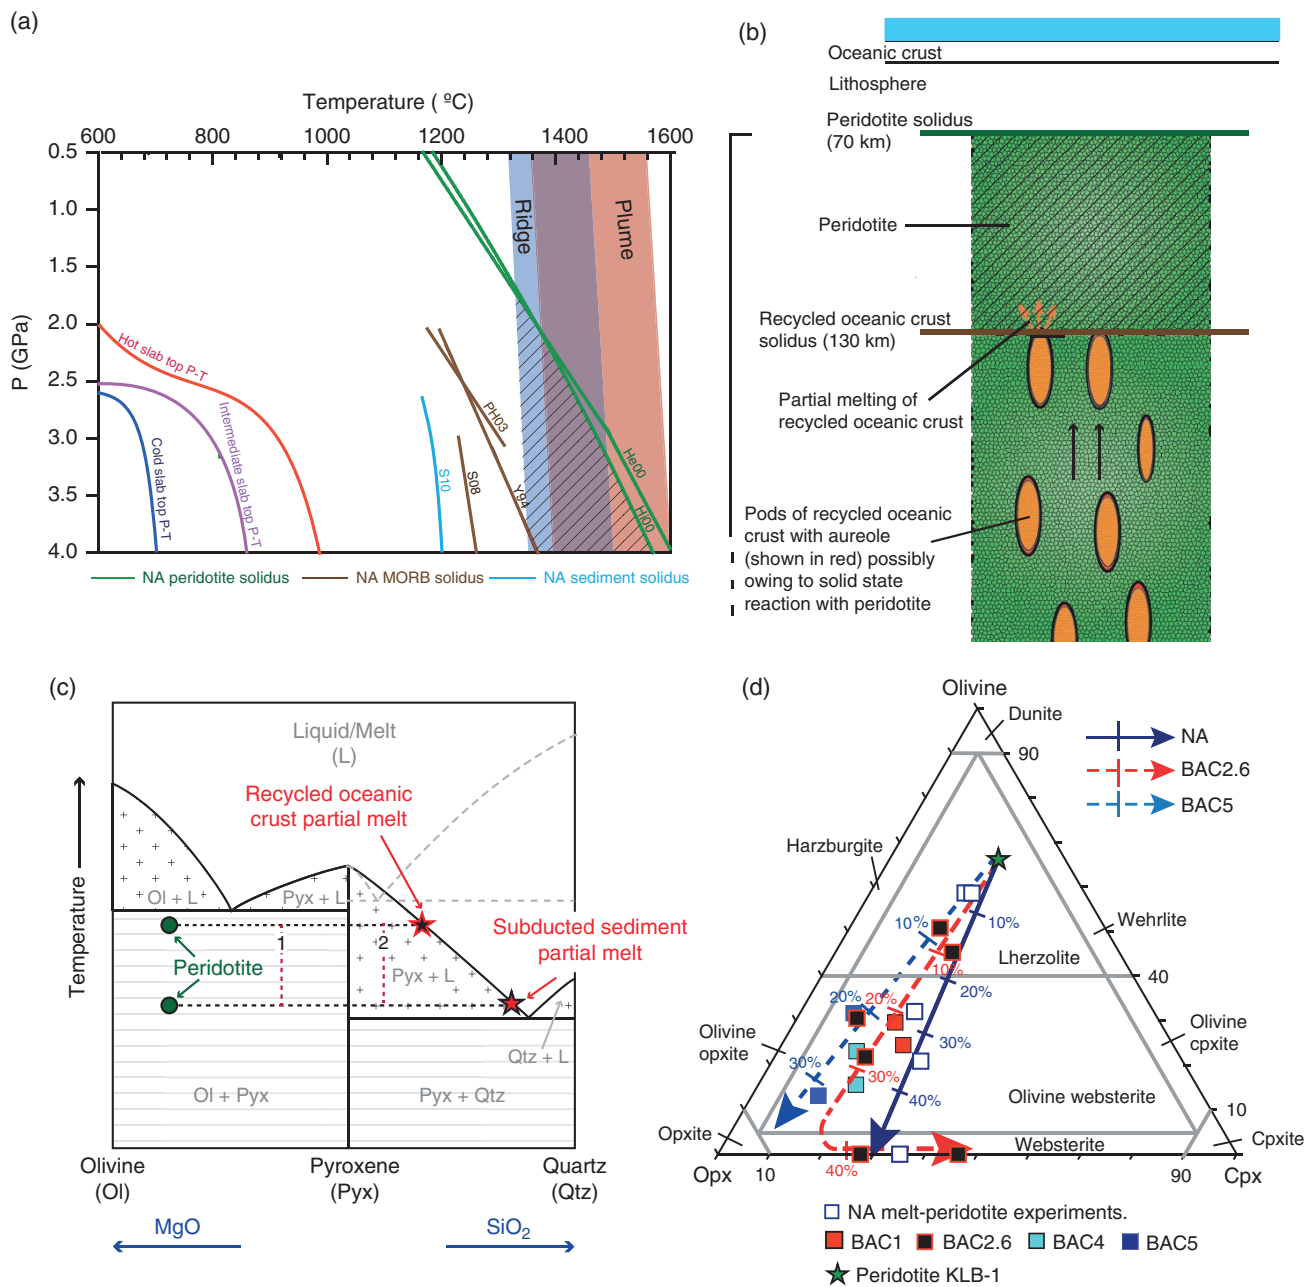 (a)
Temperature ( ºC)
600 800 1000 1200 1400 1600
0.5
1.0
1.5
2.0
2.5
3.0
3.5
4.0
P (GPa)
Ridge
Plume
Hot slab top P-T
Intermediate slab top P-T
Cold slab top P-T
S10
S08
PH03
Y94
He00
Hi00
NA peridotite solidus
NA MORB solidus
NA sediment solidus
(b)
Oceanic crust
Lithosphere
Peridotite solidus
(70 km)
Peridotite
Recycled oceanic crust
solidus (130 km)
Partial melting of
recycled oceanic crust
Pods of recycled oceanic
crust with aureole
(shown in red) possibly
owing to solid state
reaction with peridotite
(c)
Temperature
Liquid/Melt
(L)
Recycled oceanic
crust partial melt
Ol + L
Pyx + L
Subducted sediment
partial melt
1
2
Peridotite
Pyx + L
Qtz + L
Ol + Pyx
Pyx + Qtz
Olivine
(Ol)
Pyroxene
(Pyx)
Quartz
(Qtz)
MgO
SiO2
(d)
Olivine
Dunite
90
NA
BAC2.6
BAC5
Harzburgite
Wehrlite
10%
10%
10%
Lherzolite
40
20%
20%
20%
Olivine
opxite
Olivine
cpxite
30%
30%
30%
40%
Olivine websterite
10
Opxite
Websterite
Cpxite
40%
Opx
10
90
Cpx
NA melt-peridotite experiments.
BAC1 BAC2.6 BAC4 BAC5
Peridotite KLB-1